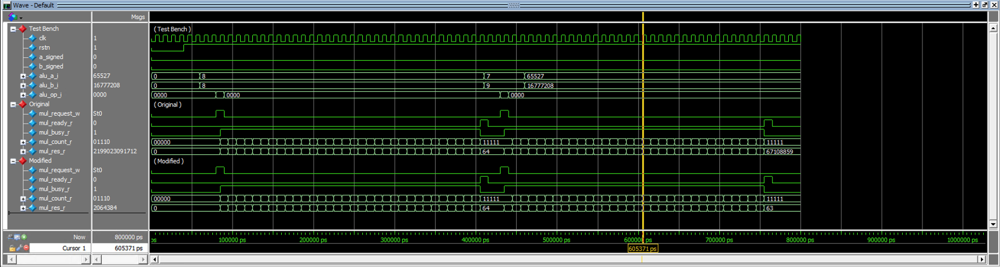 Wave - Default
Msgs
Test Bench
clk 1
rstn 1
a_signed 0
b_signed 0
alu_a_i 65527
alu_b_i 16777208
alu_op_i 0000
Original
mul_request_w St0
mul_ready_r 0
mul_busy_r 1
mul_count_r 01110
mul_res_r 2199023091712
Modified
mul_request_w St0
mul_ready_r 0
mul_busy_r 1
mul_count_r 01110
mul_res_r 2064384
( Test Bench )
0 8 7 65527
0 8 9 16777208
0000 0000 0000
( Original )
00000 11111 11111
0 64 67108859
( Modified )
00000 11111 11111
0 64 63
Now 800000 ps
Cursor 1 605371 ps
ps 100000 ps 200000 ps 300000 ps 400000 ps 500000 ps 600000 ps 700000 ps 800000 ps 900000 ps 1000000 ps
605371 ps